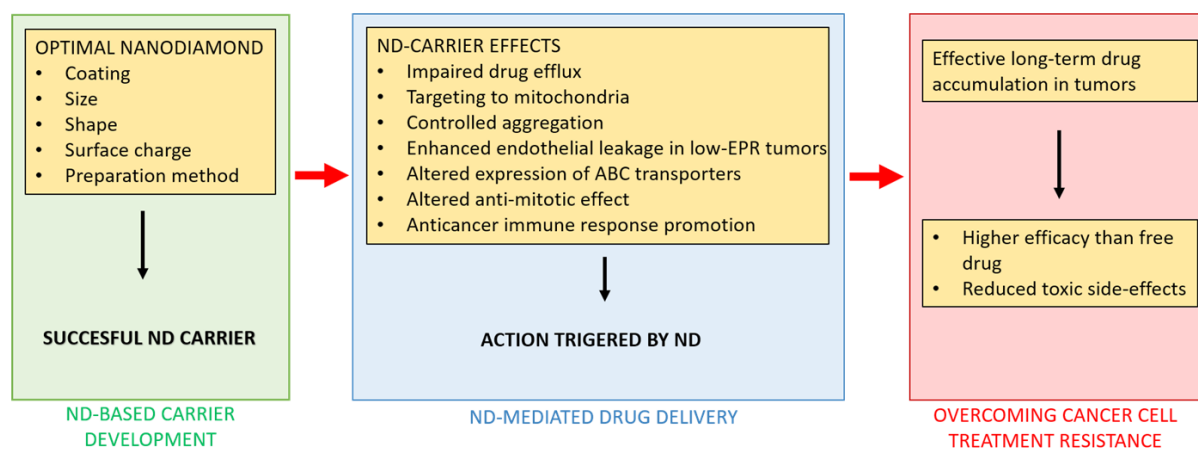 OPTIMAL NANODIAMOND
• Coating
• Size
• Shape
• Surface charge
• Preparation method
SUCCESFUL ND CARRIER
ND-BASED CARRIER
DEVELOPMENT
ND-CARRIER EFFECTS
• Impaired drug efflux
• Targeting to mitochondria
• Controlled aggregation
• Enhanced endothelial leakage in low-EPR tumors
• Altered expression of ABC transporters
• Altered anti-mitotic effect
• Anticancer immune response promotion
ACTION TRIGERED BY ND
ND-MEDIATED DRUG DELIVERY
Effective long-term drug
accumulation in tumors
• Higher efficacy than free
drug
• Reduced toxic side-effects
OVERCOMING CANCER CELL
TREATMENT RESISTANCE